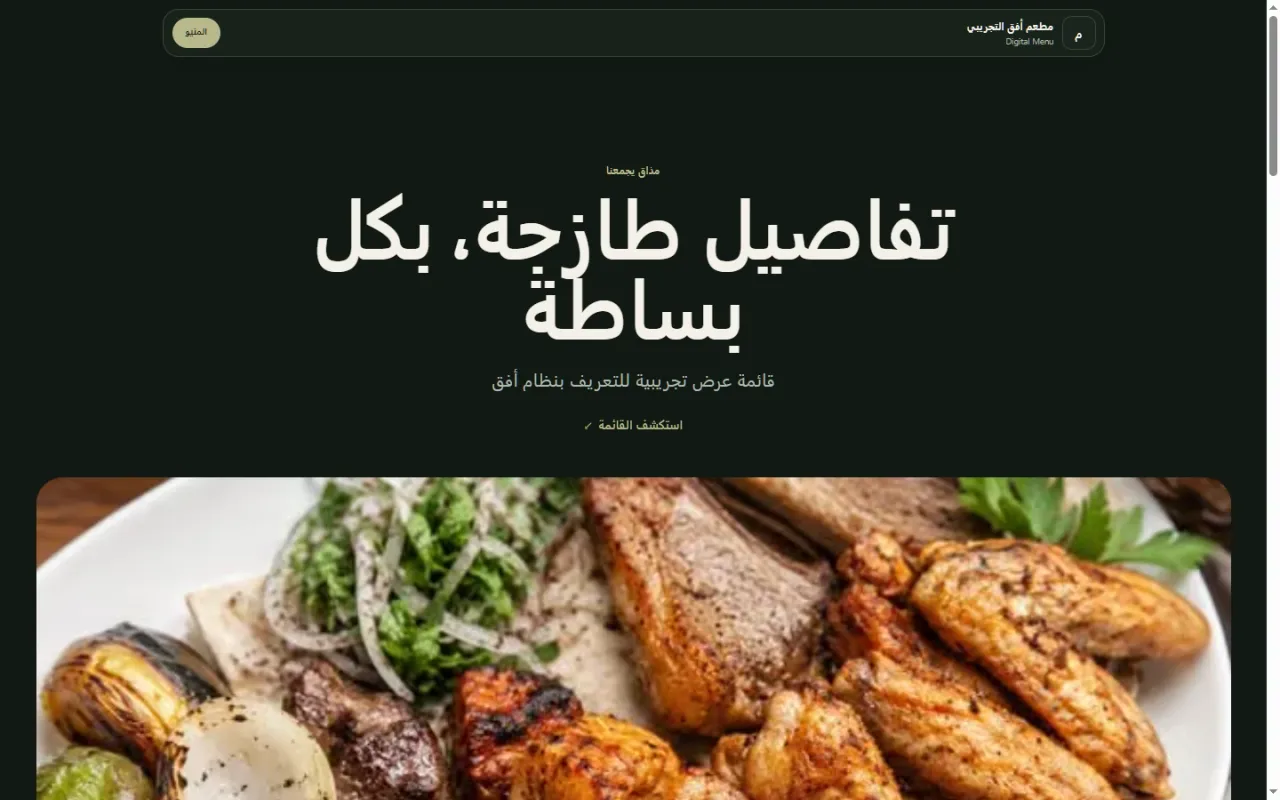 م
مطعم أفق التجريبي
Digital Menu
المنيو
مذاق يجمعنا
تفاصيل طازجة، بكل
بساطة
قائمة عرض تجريبية للتعريف بنظام أفق
استكشف القائمة ✓